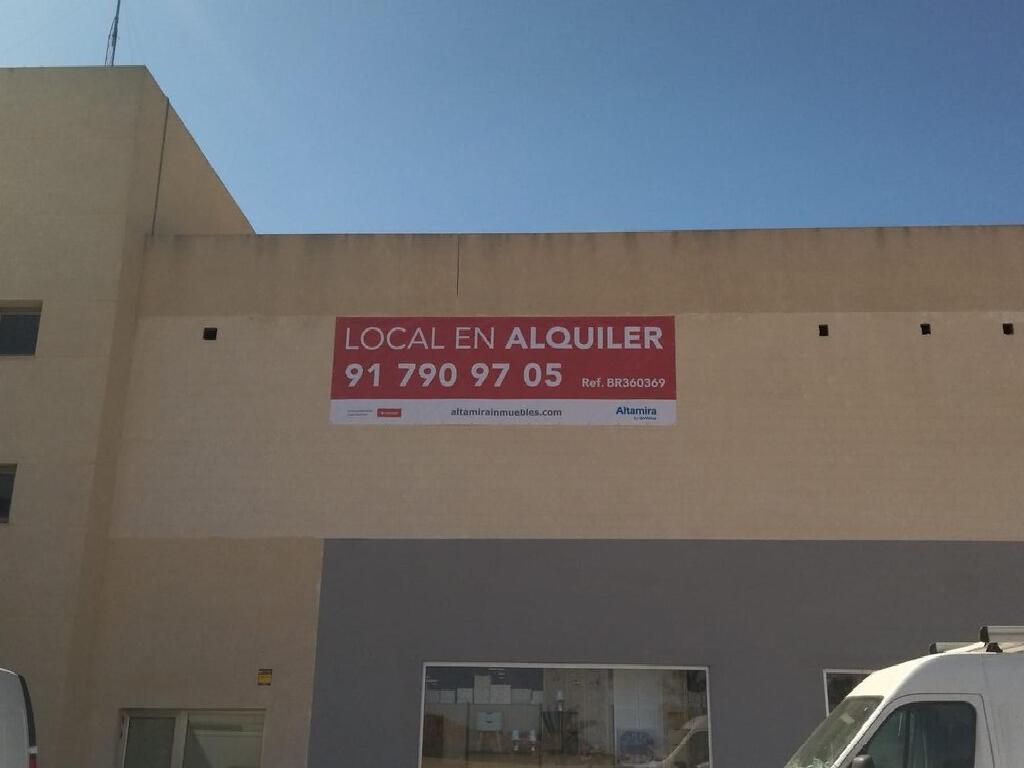 LOCAL EN ALQUILER
91 790 97 05 Ref. BR360369
altamirainmuebles.com Altamira